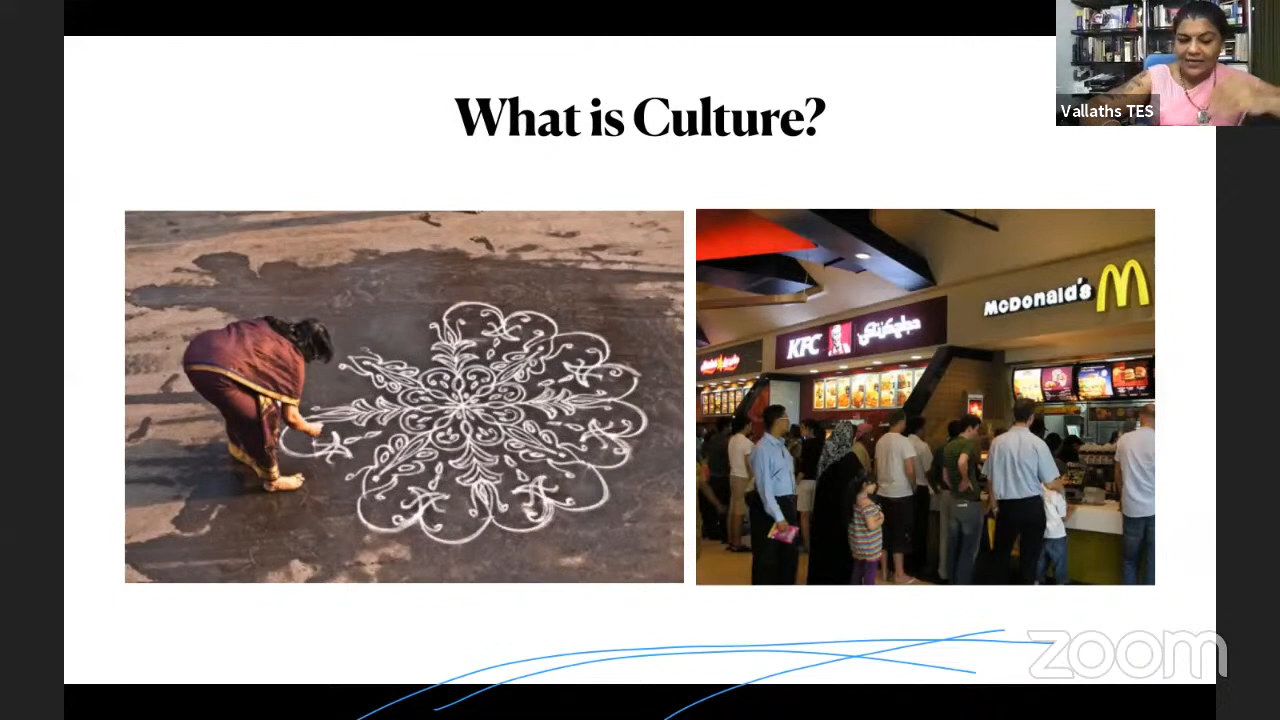 What is Culture?
Vallaths TES
KFC
McDonald's
zoom